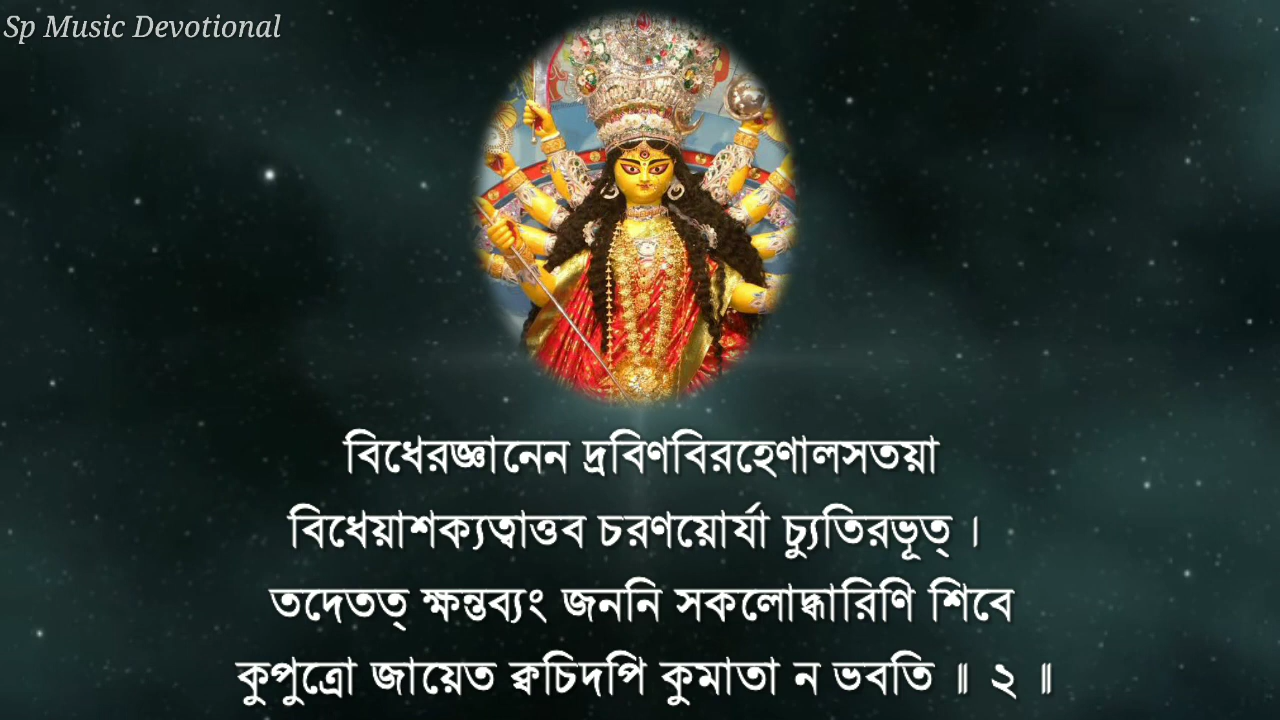 Sp Music Devotional
বিধেরজ্ঞানেন দ্রবিণবিরহেণালসতয়া
বিধেয়াশক্যত্বাত্তব চরণয়োর্যা চ্যুতিরভূত্ ।
তদেতত্ ক্ষন্তব্যং জননি সকলোদ্ধারিণি শিবে
কুপুত্রো জায়েত ক্বচিদপি কুমাতা ন ভবতি ॥ ২ ॥